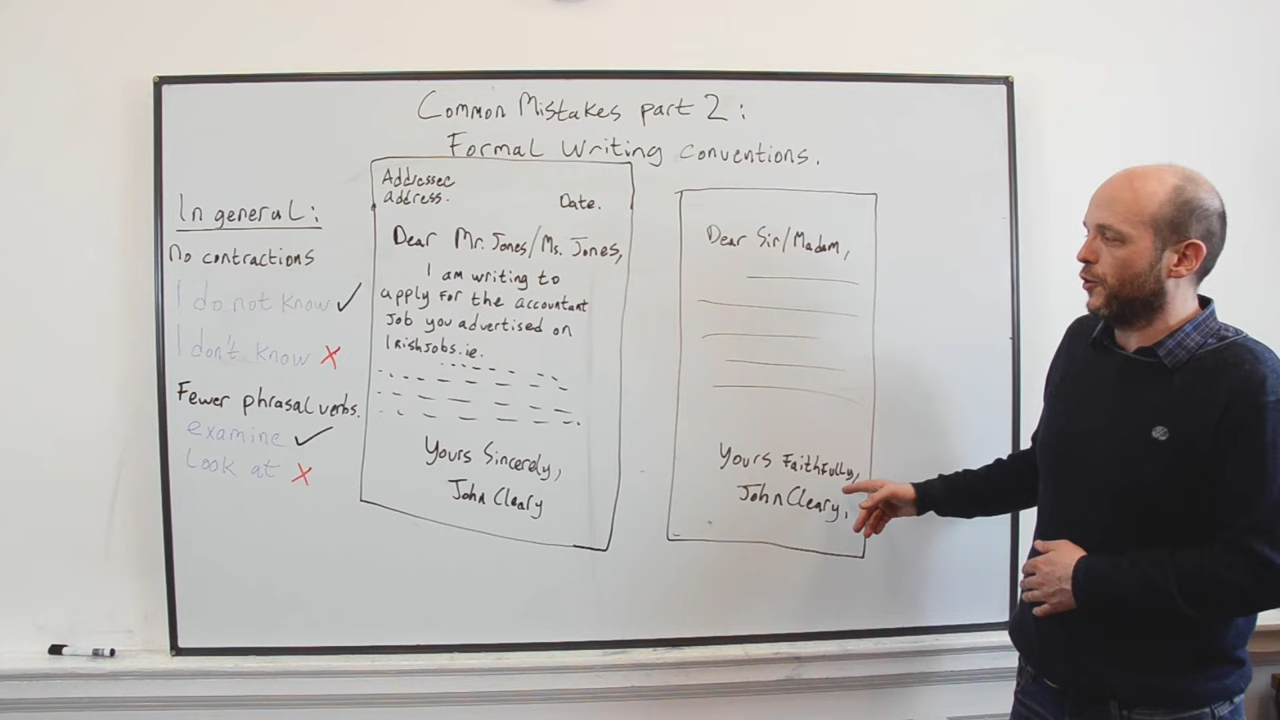 Common Mistakes part 2:
Formal Writing conventions.
In general:
No contractions
I do not know ✓
I don't know ✗
Fewer phrasal verbs.
examine ✓
Look at ✗
Addressee
address.
Date.
Dear Mr. Jones/Ms. Jones,
I am writing to
apply for the accountant
Job you advertised on
IrishJobs.ie.
Yours Sincerely,
John Cleary
Dear Sir/Madam,
Yours Faithfully,
John Cleary.